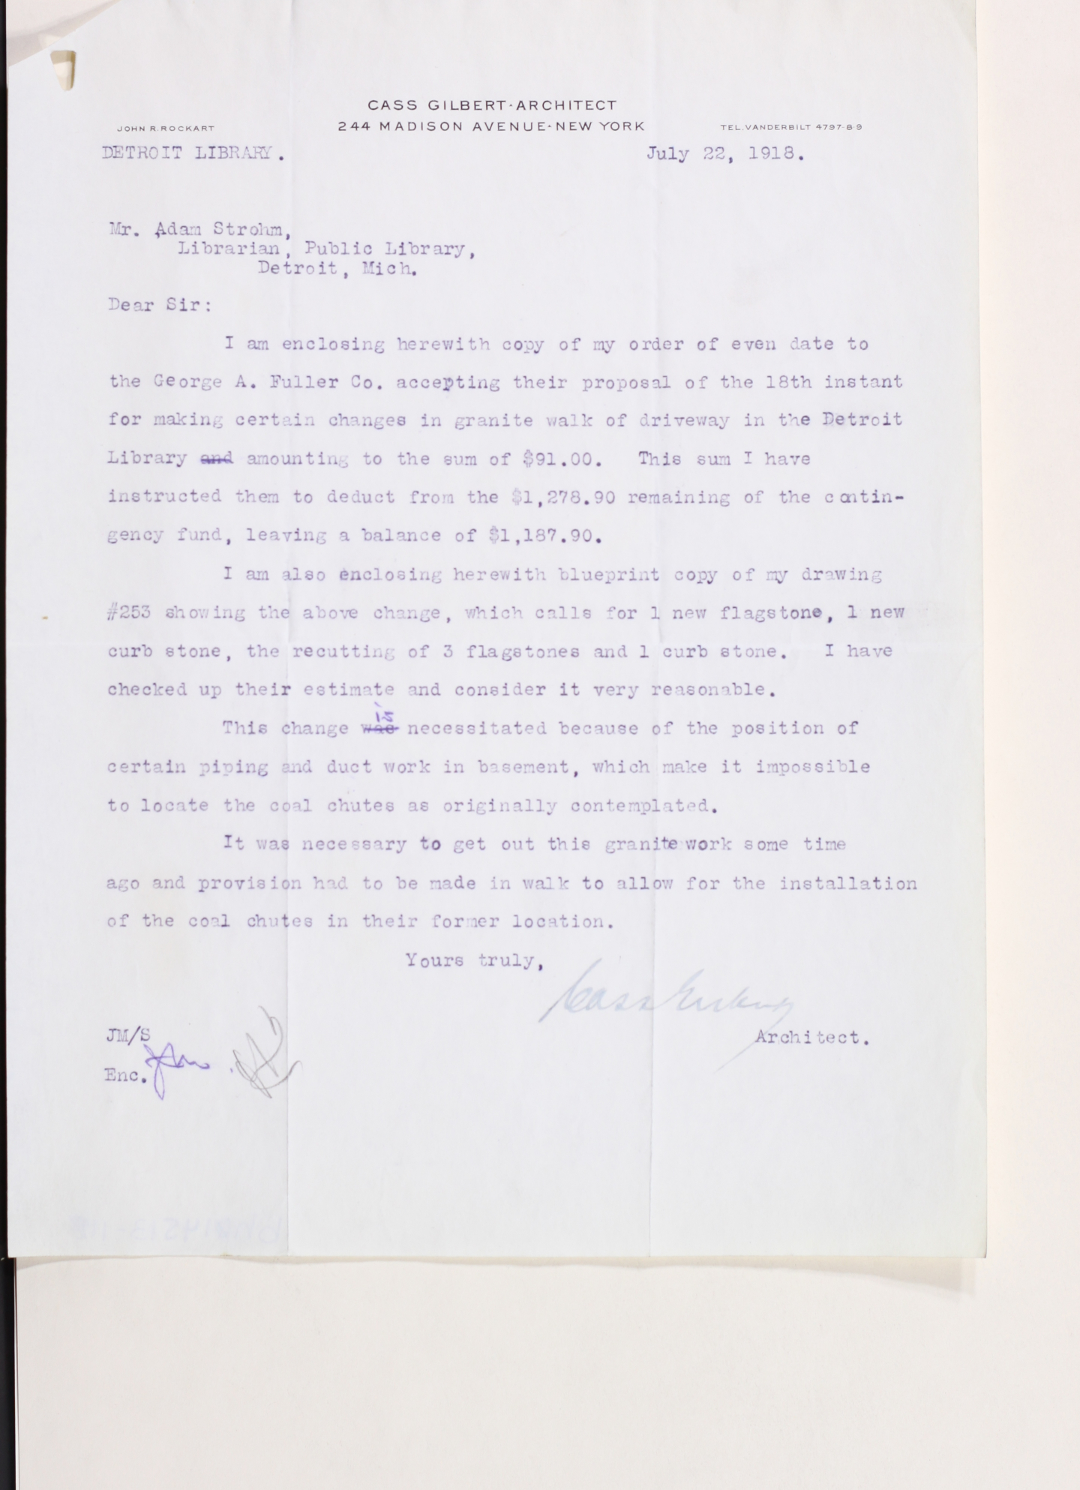 CASS GILBERT·ARCHITECT
JOHN R. ROCKART 244 MADISON AVENUE·NEW YORK TEL. VANDERBILT 4797-8-9
DETROIT LIBRARY. July 22, 1918.
Mr. Adam Strohm,
Librarian, Public Library,
Detroit, Mich.
Dear Sir:
I am enclosing herewith copy of my order of even date to
the George A. Fuller Co. accepting their proposal of the 18th instant
for making certain changes in granite walk of driveway in the Detroit
Library and amounting to the sum of $91.00. This sum I have
instructed them to deduct from the $1,278.90 remaining of the contin-
gency fund, leaving a balance of $1,187.90.
I am also enclosing herewith blueprint copy of my drawing
#253 showing the above change, which calls for 1 new flagstone, 1 new
curb stone, the recutting of 3 flagstones and 1 curb stone. I have
checked up their estimate and consider it very reasonable.
is
This change was necessitated because of the position of
certain piping and duct work in basement, which make it impossible
to locate the coal chutes as originally contemplated.
It was necessary to get out this granite work some time
ago and provision had to be made in walk to allow for the installation
of the coal chutes in their former location.
Yours truly,
Cass Gilbert
JM/S Architect.
Enc.